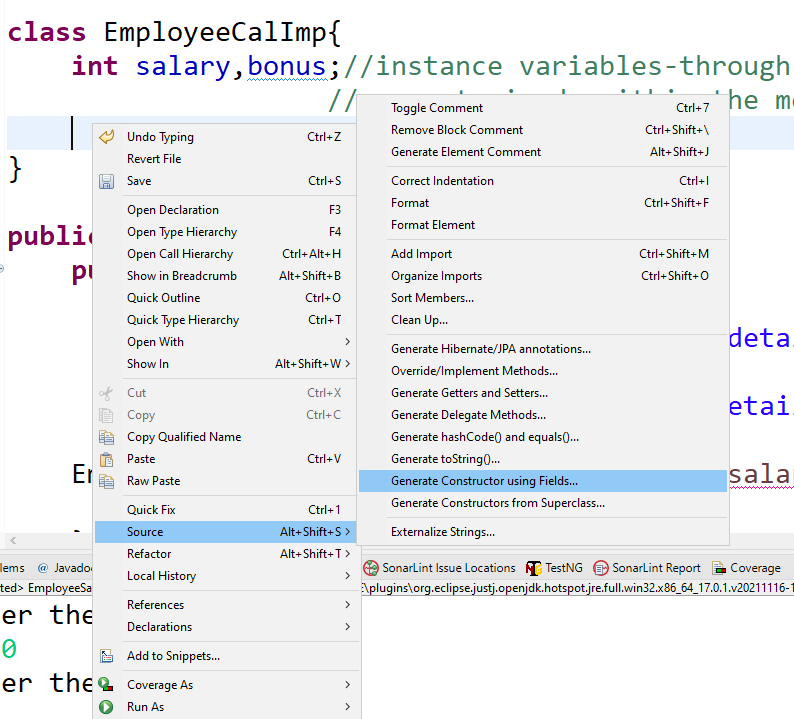 class EmployeeCalImp{
int salary,bonus;//instance variables-through
// the m
}
public
Undo Typing Ctrl+Z
Revert File
Save Ctrl+S
Open Declaration F3
Open Type Hierarchy F4
Open Call Hierarchy Ctrl+Alt+H
Show in Breadcrumb Alt+Shift+B
Quick Outline Ctrl+O
Quick Type Hierarchy Ctrl+T
Open With
Show In Alt+Shift+W
Cut Ctrl+X
Copy Ctrl+C
Copy Qualified Name
Paste Ctrl+V
Raw Paste
Quick Fix Ctrl+1
Source Alt+Shift+S
Refactor Alt+Shift+T
Local History
References
Declarations
Add to Snippets...
Coverage As
Run As
Toggle Comment Ctrl+7
Remove Block Comment Ctrl+Shift+\
Generate Element Comment Alt+Shift+J
Correct Indentation Ctrl+I
Format Ctrl+Shift+F
Format Element
Add Import Ctrl+Shift+M
Organize Imports Ctrl+Shift+O
Sort Members...
Clean Up...
Generate Hibernate/JPA annotations...
Override/Implement Methods...
Generate Getters and Setters...
Generate Delegate Methods...
Generate hashCode() and equals()...
Generate toString()...
Generate Constructor using Fields...
Generate Constructors from Superclass...
Externalize Strings...
detai
etail
E salar
lems @ Javadoc SonarLint Issue Locations TestNG SonarLint Report Coverage
ted> EmployeeSa E\plugins\org.eclipse.justj.openjdk.hotspot.jre.full.win32.x86_64_17.0.1.v20211116-1
er the
0
er the